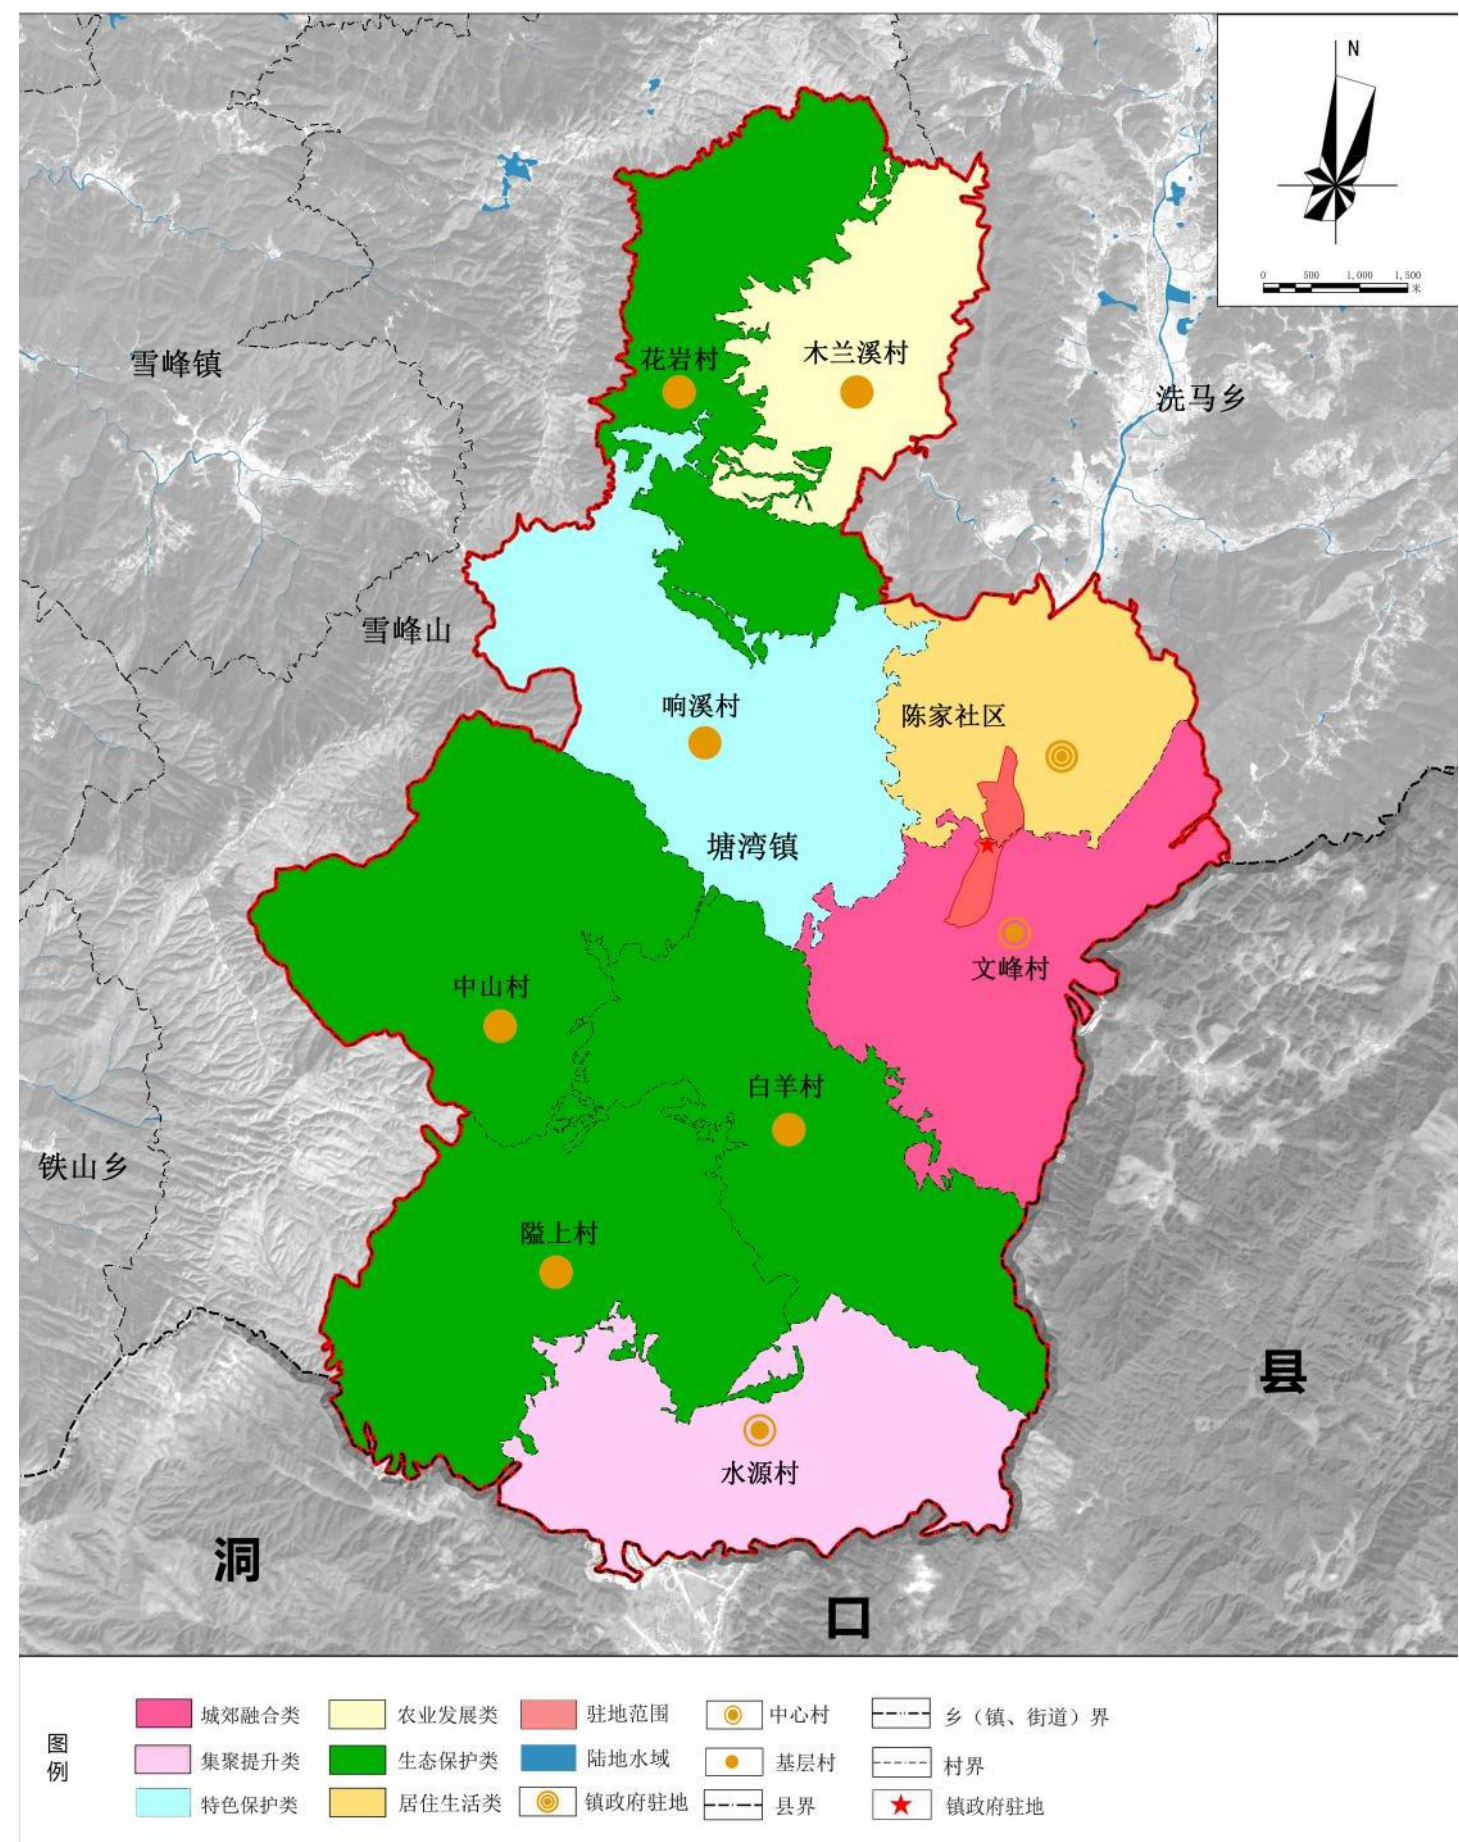 N
0 500 1,000 1,500
米
雪峰镇
花岩村
木兰溪村
洗马乡
雪峰山
响溪村
陈家社区
塘湾镇
中山村
文峰村
白羊村
铁山乡
隘上村
县
水源村
洞
口
图例
城郊融合类
农业发展类
驻地范围
中心村
乡（镇、街道）界
集聚提升类
生态保护类
陆地水域
基层村
村界
特色保护类
居住生活类
镇政府驻地
县界
镇政府驻地